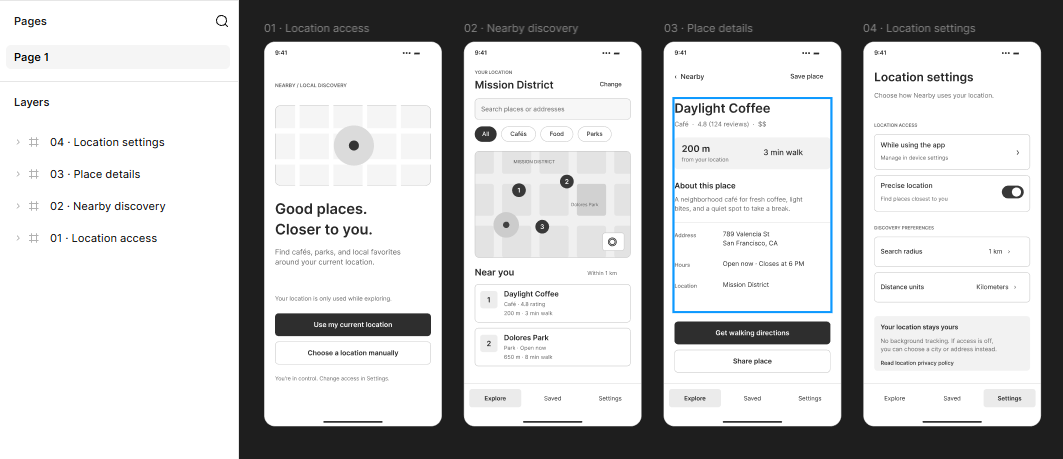 Pages
Page 1
Layers
04 · Location settings
03 · Place details
02 · Nearby discovery
01 · Location access
01 · Location access
9:41
NEARBY / LOCAL DISCOVERY
Good places.
Closer to you.
Find cafés, parks, and local favorites
around your current location.
Your location is only used while exploring.
Use my current location
Choose a location manually
You're in control. Change access in Settings.
02 · Nearby discovery
9:41
YOUR LOCATION
Mission District
Change
Search places or addresses
All
Cafés
Food
Parks
MISSION DISTRICT
1
2
Dolores Park
3
Near you
Within 1 km
1
Daylight Coffee
Café · 4.8 rating
200 m · 3 min walk
2
Dolores Park
Park · Open now
650 m · 8 min walk
Explore
Saved
Settings
03 · Place details
9:41
‹ Nearby
Save place
Daylight Coffee
Café · 4.8 (124 reviews) · $$
200 m
from your location
3 min walk
About this place
A neighborhood café for fresh coffee, light
bites, and a quiet spot to take a break.
Address
789 Valencia St
San Francisco, CA
Hours
Open now · Closes at 6 PM
Location
Mission District
Get walking directions
Share place
Explore
Saved
Settings
04 · Location settings
9:41
Location settings
Choose how Nearby uses your location.
LOCATION ACCESS
While using the app
Manage in device settings
›
Precise location
Find places closest to you
DISCOVERY PREFERENCES
Search radius
1 km ›
Distance units
Kilometers ›
Your location stays yours
No background tracking. If access is off,
you can choose a city or address instead.
Read location privacy policy
Explore
Saved
Settings